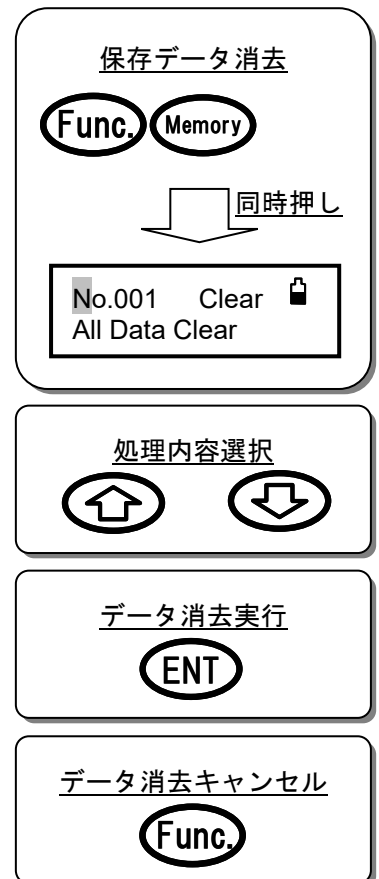 保存データ消去
Func. Memory
同時押し
No.001 Clear
All Data Clear
処理内容選択
データ消去実行
ENT
データ消去キャンセル
Func.